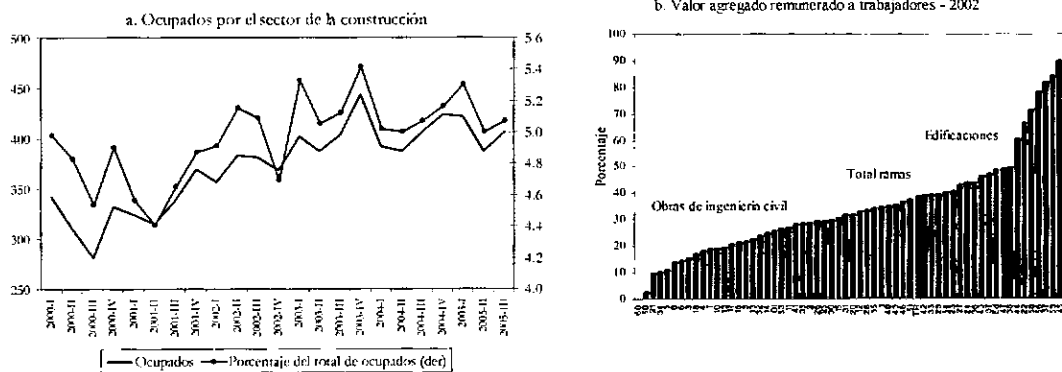 a. Ocupados por el sector de la construcción
500
450
400
350
300
250
5.6
5.4
5.2
5.0
4.8
4.6
4.4
4.2
4.0
2000-I
2000-II
2000-III
2000-IV
2001-I
2001-II
2001-III
2001-IV
2002-I
2002-II
2002-III
2002-IV
2003-I
2003-II
2003-III
2003-IV
2004-I
2004-II
2004-III
2004-IV
2005-I
2005-II
2005-III
Ocupados
Porcentaje del total de ocupados (der)
b. Valor agregado remunerado a trabajadores - 2002
Porcentaje
100
90
80
70
60
50
40
30
20
10
0
Edificaciones
Total ramas
Obras de ingeniería civil